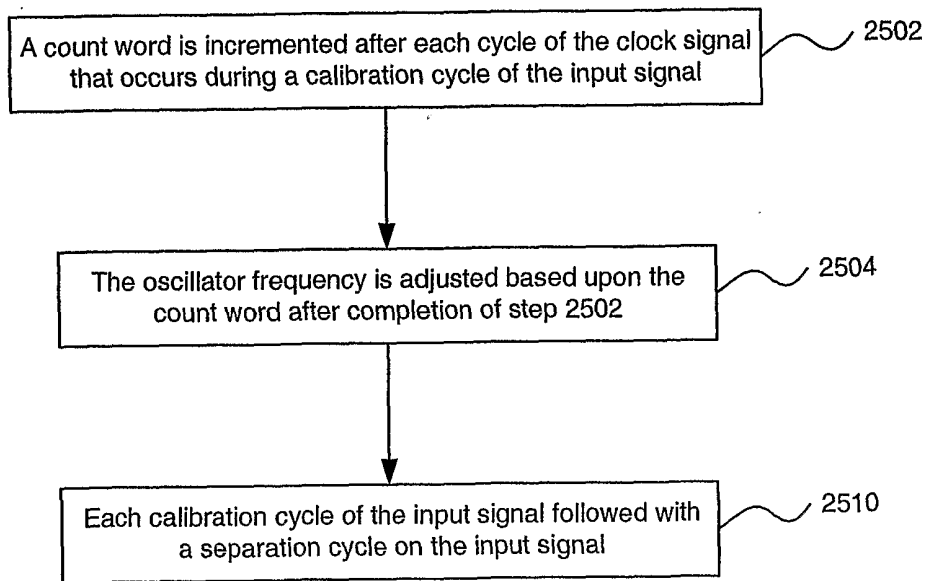 A count word is incremented after each cycle of the clock signal
that occurs during a calibration cycle of the input signal
2502
The oscillator frequency is adjusted based upon the
count word after completion of step 2502
2504
Each calibration cycle of the input signal followed with
a separation cycle on the input signal
2510